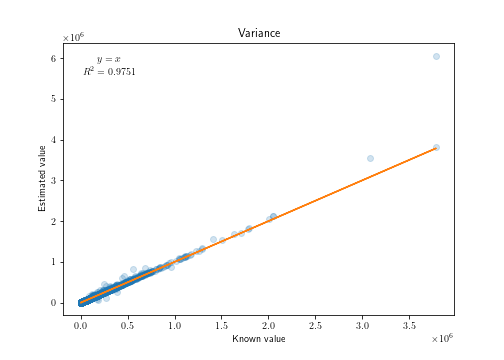 Variance
×10⁶
y = x
R² = 0.9751
6
5
4
3
2
1
0
Estimated value
0.0 0.5 1.0 1.5 2.0 2.5 3.0 3.5
Known value
×10⁶